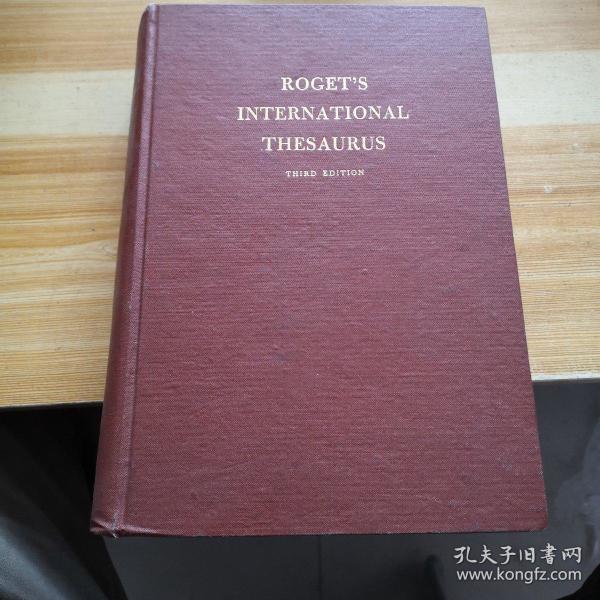 ROGET'S
INTERNATIONAL
THESAURUS
THIRD EDITION
孔夫子旧书网
www.kongfz.com